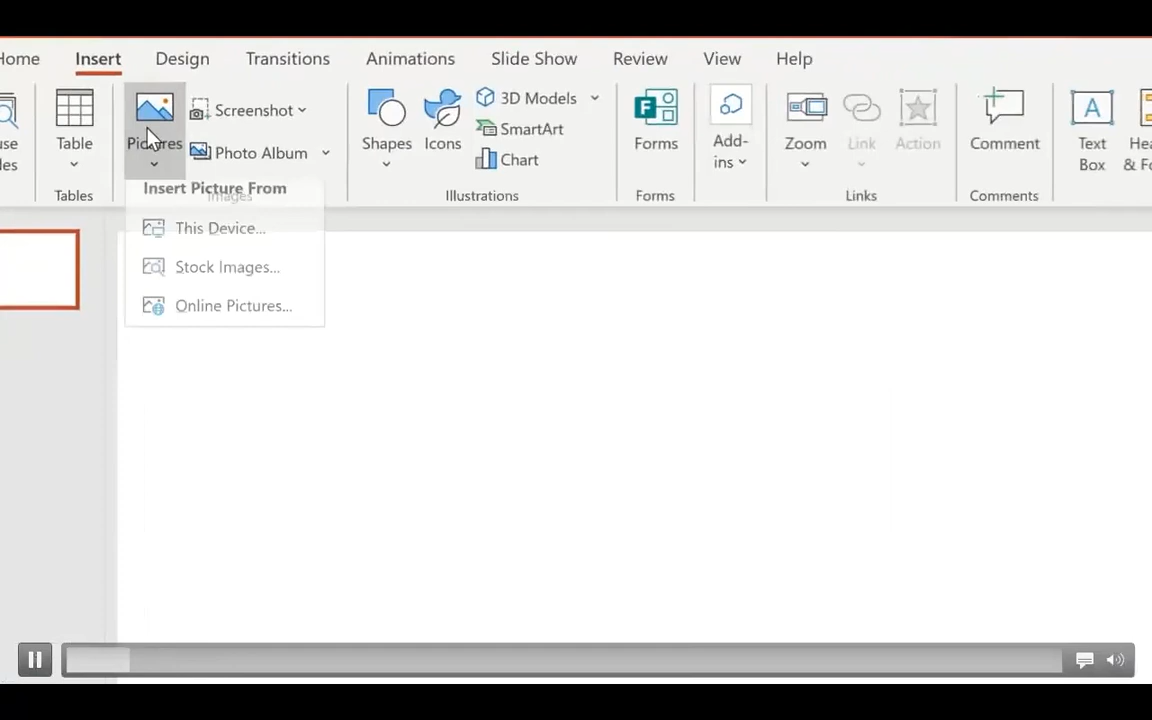 Home Insert Design Transitions Animations Slide Show Review View Help
Table
Pictures
Screenshot
Photo Album
Shapes
Icons
3D Models
SmartArt
Chart
Forms
Add-
ins
Zoom
Link
Action
Comment
Text
Box
Tables
Images
Illustrations
Forms
Links
Comments
Insert Picture From
This Device...
Stock Images...
Online Pictures...